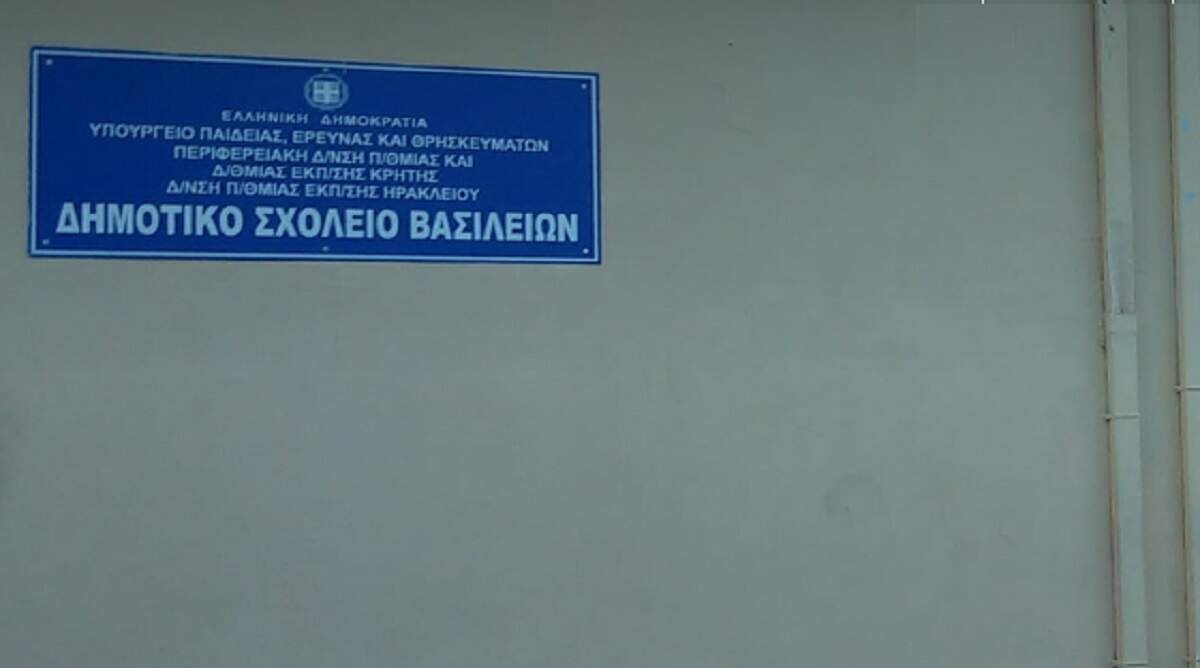 ΕΛΛΗΝΙΚΗ ΔΗΜΟΚΡΑΤΙΑ
ΥΠΟΥΡΓΕΙΟ ΠΑΙΔΕΙΑΣ, ΕΡΕΥΝΑΣ ΚΑΙ ΘΡΗΣΚΕΥΜΑΤΩΝ
ΠΕΡΙΦΕΡΕΙΑΚΗ Δ/ΝΣΗ Π/ΘΜΙΑΣ ΚΑΙ
Δ/ΘΜΙΑΣ ΕΚΠ/ΣΗΣ ΚΡΗΤΗΣ
Δ/ΝΣΗ Π/ΘΜΙΑΣ ΕΚΠ/ΣΗΣ ΗΡΑΚΛΕΙΟΥ
ΔΗΜΟΤΙΚΟ ΣΧΟΛΕΙΟ ΒΑΣΙΛΕΙΩΝ